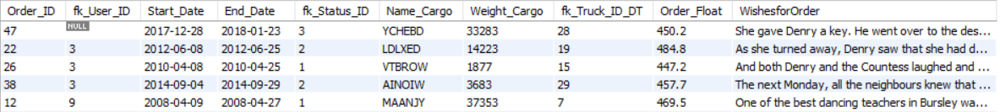 Order_ID fk_User_ID Start_Date End_Date fk_Status_ID Name_Cargo Weight_Cargo fk_Truck_ID_DT Order_Float WishesforOrder
47 NULL 2017-12-28 2018-01-23 3 YCHEBD 33283 28 450.2 She gave Denry a key. He went over to the des...
22 3 2012-06-08 2012-06-25 2 LDLXED 14223 19 484.8 As she turned away, Denry saw that she had d...
26 3 2010-04-08 2010-04-25 1 VTBROW 1877 15 447.2 And both Denry and the Countess laughed and ...
38 3 2014-09-04 2014-09-29 2 AINOIW 3683 29 457.7 The next Monday, all the neighbours knew that ...
12 9 2008-04-09 2008-04-27 1 MAANJY 37353 7 469.5 One of the best dancing teachers in Bursley wa...